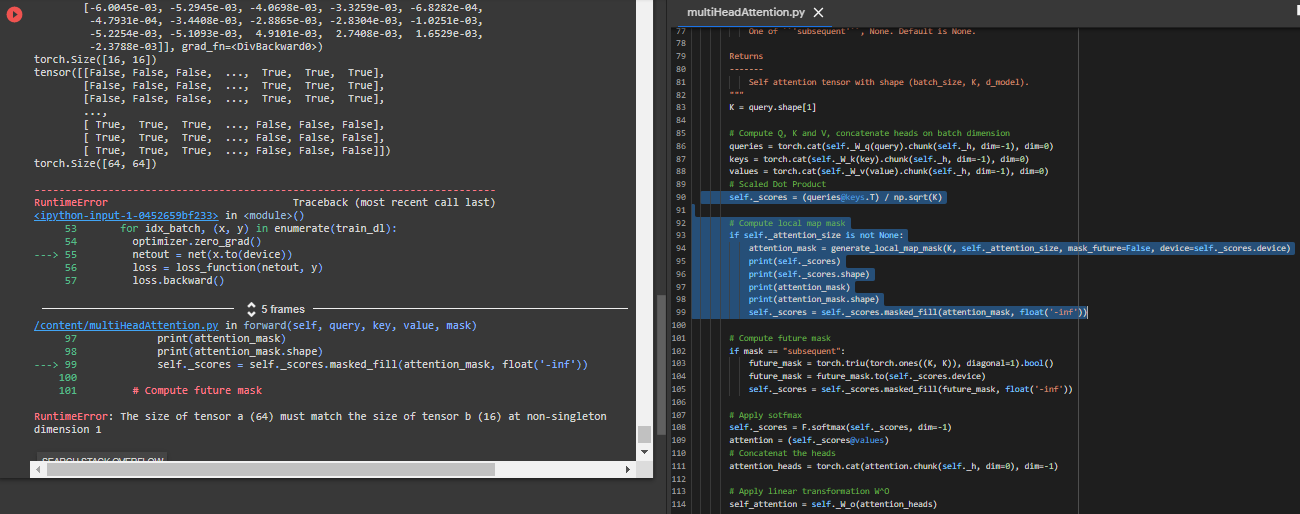 [-6.0045e-03, -5.2945e-03, -4.0698e-03, -3.3259e-03, -6.8282e-04,
-4.7931e-04, -3.4408e-03, -2.8865e-03, -2.8304e-03, -1.0251e-03,
-5.2254e-03, -5.1093e-03, 4.9101e-03, 2.7408e-03, 1.6529e-03,
-2.3788e-03]], grad_fn=<DivBackward0>)
torch.Size([16, 16])
tensor([[False, False, False, ..., True, True, True],
[False, False, False, ..., True, True, True],
[False, False, False, ..., True, True, True],
...,
[ True, True, True, ..., False, False, False],
[ True, True, True, ..., False, False, False],
[ True, True, True, ..., False, False, False]])
torch.Size([64, 64])
---------------------------------------------------------------------------
RuntimeError Traceback (most recent call last)
<ipython-input-1-0452659bf233> in <module>()
53 for idx_batch, (x, y) in enumerate(train_dl):
54 optimizer.zero_grad()
---> 55 netout = net(x.to(device))
56 loss = loss_function(netout, y)
57 loss.backward()
5 frames
/content/multiHeadAttention.py in forward(self, query, key, value, mask)
97 print(attention_mask)
98 print(attention_mask.shape)
---> 99 self._scores = self._scores.masked_fill(attention_mask, float('-inf'))
100
101 # Compute future mask
RuntimeError: The size of tensor a (64) must match the size of tensor b (16) at non-singleton
dimension 1
SEARCH STACK OVERFLOW
multiHeadAttention.py
77 One of ```'subsequent'```, None. Default is None.
78
79 Returns
80 -------
81 Self attention tensor with shape (batch_size, K, d_model).
82 """
83 K = query.shape[1]
84
85 # Compute Q, K and V, concatenate heads on batch dimension
86 queries = torch.cat(self._W_q(query).chunk(self._h, dim=-1), dim=0)
87 keys = torch.cat(self._W_k(key).chunk(self._h, dim=-1), dim=0)
88 values = torch.cat(self._W_v(value).chunk(self._h, dim=-1), dim=0)
89 # Scaled Dot Product
90 self._scores = (queries@keys.T) / np.sqrt(K)
91
92 # Compute local map mask
93 if self._attention_size is not None:
94 attention_mask = generate_local_map_mask(K, self._attention_size, mask_future=False, device=self._scores.device)
95 print(self._scores)
96 print(self._scores.shape)
97 print(attention_mask)
98 print(attention_mask.shape)
99 self._scores = self._scores.masked_fill(attention_mask, float('-inf'))
100
101 # Compute future mask
102 if mask == "subsequent":
103 future_mask = torch.triu(torch.ones((K, K)), diagonal=1).bool()
104 future_mask = future_mask.to(self._scores.device)
105 self._scores = self._scores.masked_fill(future_mask, float('-inf'))
106
107 # Apply sotfmax
108 self._scores = F.softmax(self._scores, dim=-1)
109 attention = (self._scores@values)
110 # Concatenat the heads
111 attention_heads = torch.cat(attention.chunk(self._h, dim=0), dim=-1)
112
113 # Apply linear transformation W^O
114 self_attention = self._W_o(attention_heads)